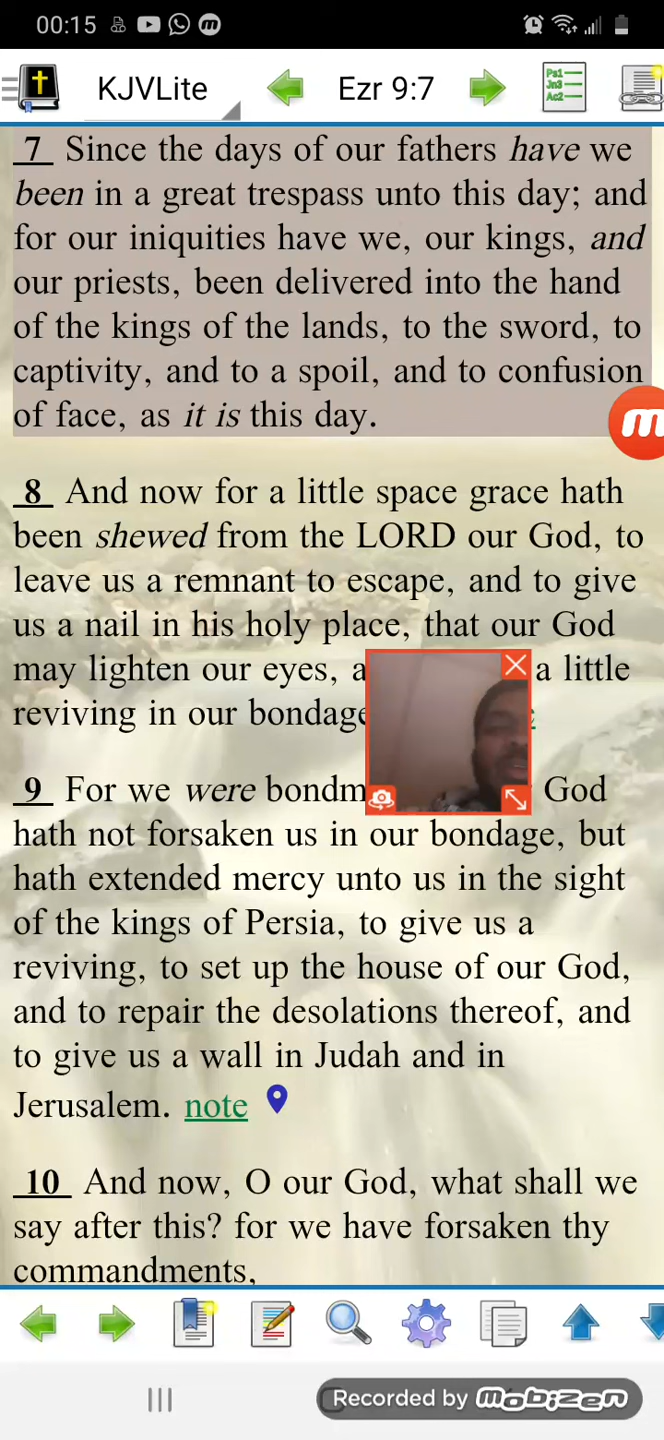 00:15
KJVLite Ezr 9:7
Ps1
Jn3
Ac2
7 Since the days of our fathers have we
been in a great trespass unto this day; and
for our iniquities have we, our kings, and
our priests, been delivered into the hand
of the kings of the lands, to the sword, to
captivity, and to a spoil, and to confusion
of face, as it is this day.
m
8 And now for a little space grace hath
been shewed from the LORD our God, to
leave us a remnant to escape, and to give
us a nail in his holy place, that our God
may lighten our eyes, a a little
reviving in our bondage
9 For we were bondm God
hath not forsaken us in our bondage, but
hath extended mercy unto us in the sight
of the kings of Persia, to give us a
reviving, to set up the house of our God,
and to repair the desolations thereof, and
to give us a wall in Judah and in
Jerusalem. note
10 And now, O our God, what shall we
say after this? for we have forsaken thy
commandments,
Recorded by mobizen